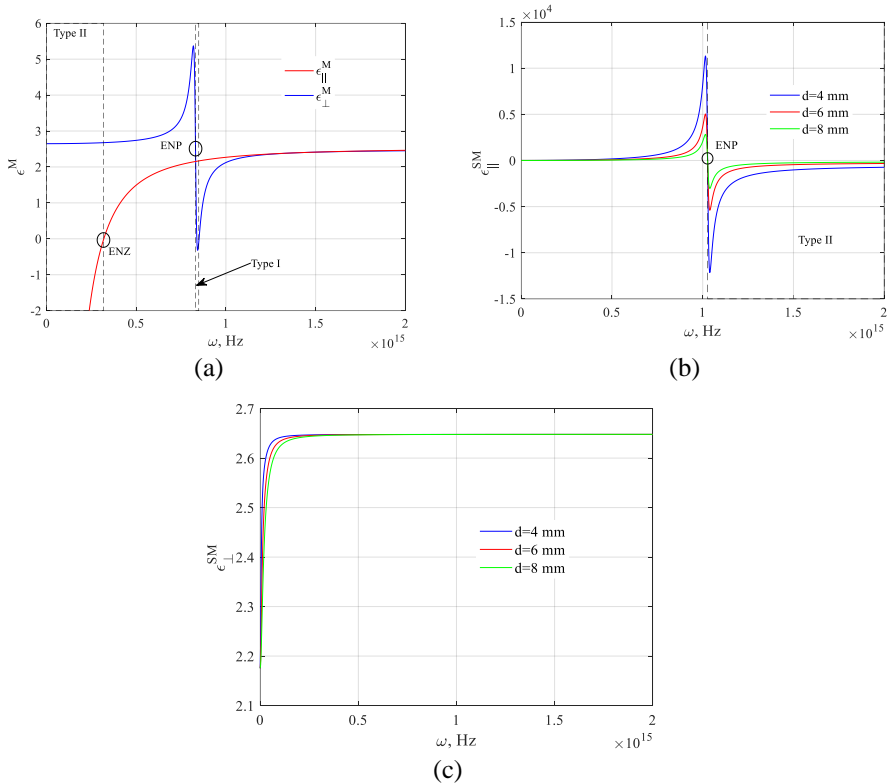 6
5
4
3
2
1
0
-1
-2
Type II
ϵ∥^M
ϵ⊥^M
ENP
ENZ
Type I
ϵ^M
0 0.5 1 1.5 2
ω, Hz
×10^15
(a)
1.5 ×10^4
1
0.5
0
-0.5
-1
-1.5
d=4 mm
d=6 mm
d=8 mm
ENP
Type II
ϵ∥^SM
0 0.5 1 1.5 2
ω, Hz
×10^15
(b)
2.7
2.6
2.5
2.4
2.3
2.2
2.1
d=4 mm
d=6 mm
d=8 mm
ϵ⊥^SM
0 0.5 1 1.5 2
ω, Hz
×10^15
(c)